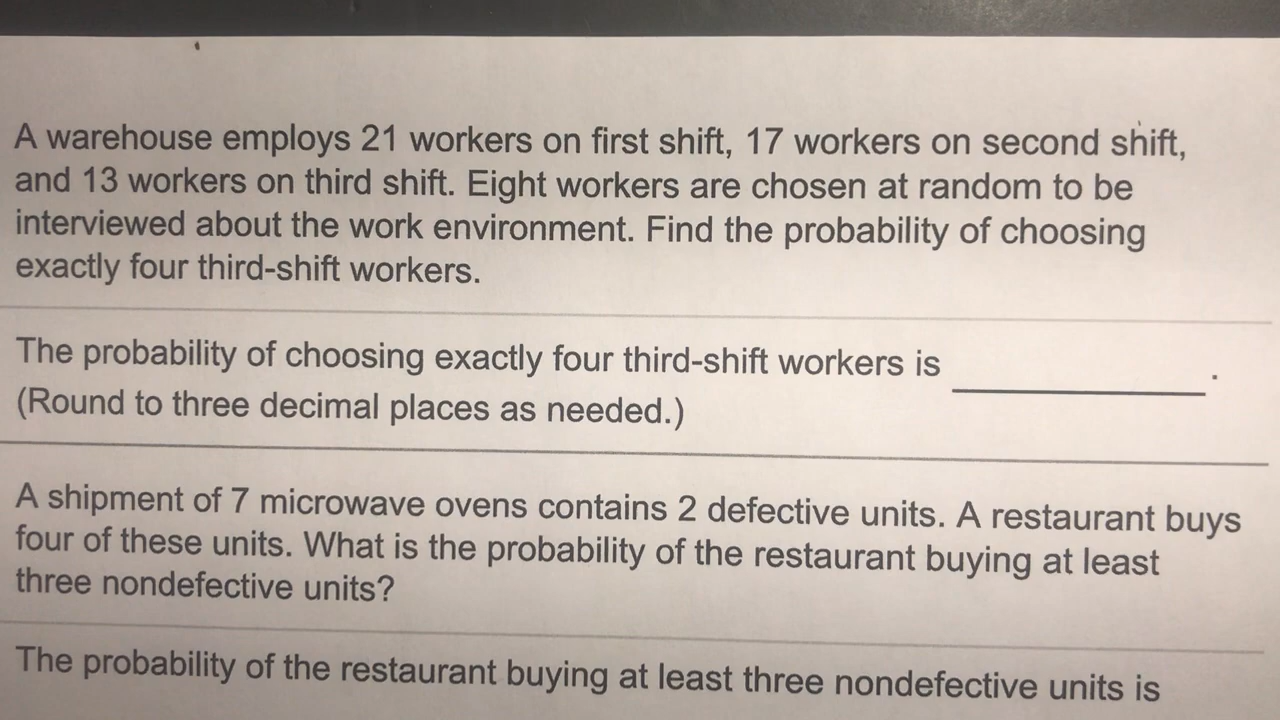 A warehouse employs 21 workers on first shift, 17 workers on second shift,
and 13 workers on third shift. Eight workers are chosen at random to be
interviewed about the work environment. Find the probability of choosing
exactly four third-shift workers.
The probability of choosing exactly four third-shift workers is ____________.
(Round to three decimal places as needed.)
A shipment of 7 microwave ovens contains 2 defective units. A restaurant buys
four of these units. What is the probability of the restaurant buying at least
three nondefective units?
The probability of the restaurant buying at least three nondefective units is